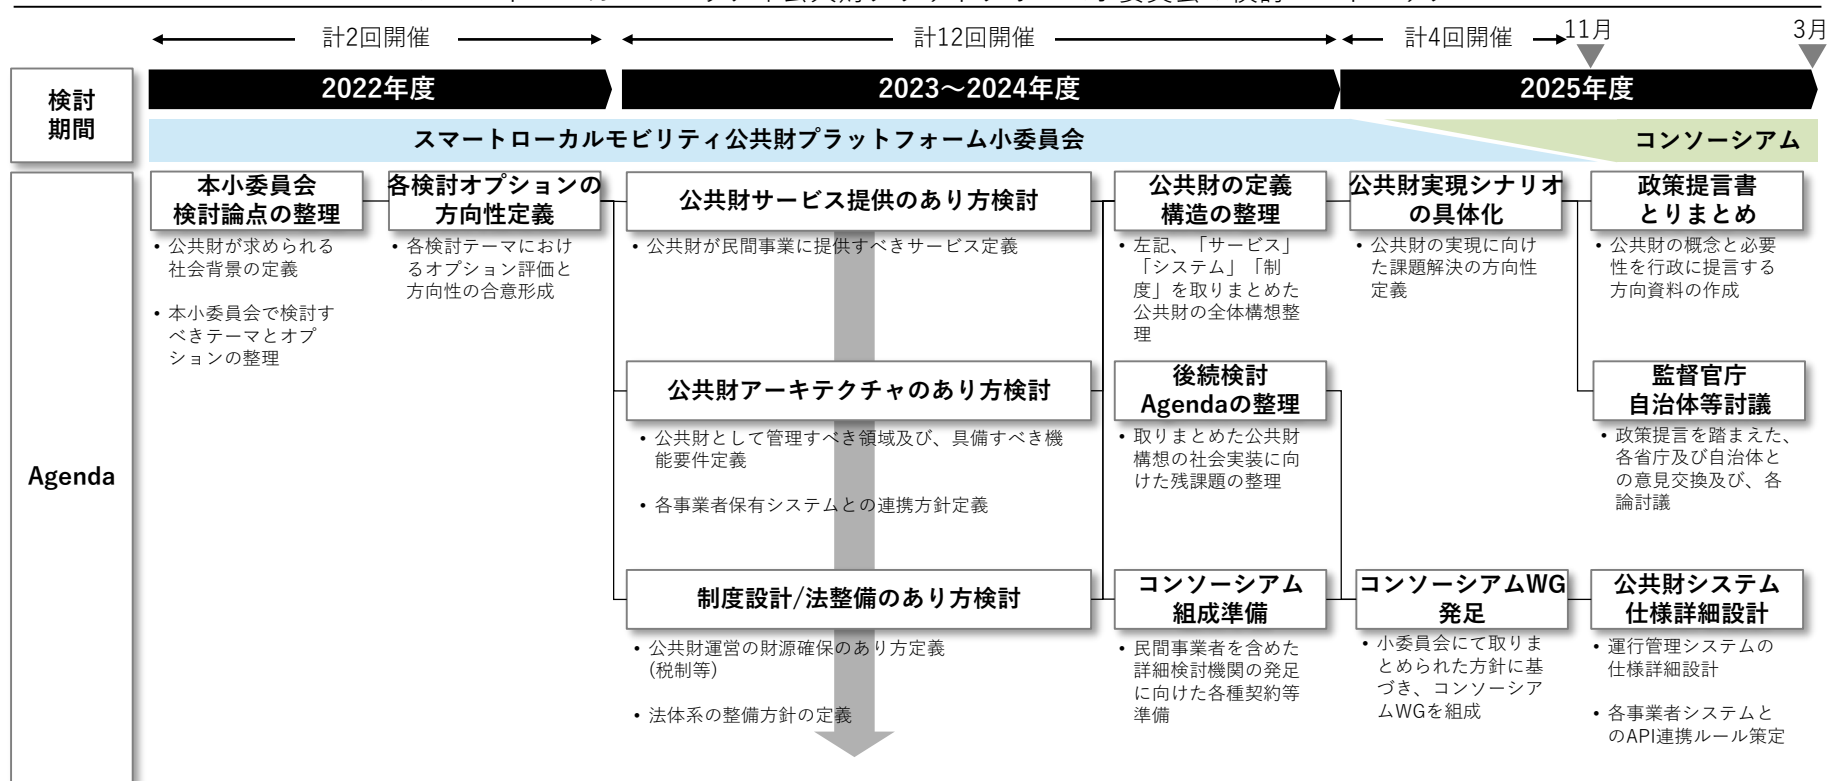 計2回開催
計12回開催
計4回開催
11月
3月
検討
期間
2022年度
2023～2024年度
2025年度
スマートローカルモビリティ公共財プラットフォーム小委員会
コンソーシアム
Agenda
本小委員会
検討論点の整理
• 公共財が求められる
社会背景の定義
• 本小委員会で検討す
べきテーマとオプ
ションの整理
各検討オプションの
方向性定義
• 各検討テーマにおけ
るオプション評価と
方向性の合意形成
公共財サービス提供のあり方検討
• 公共財が民間事業に提供すべきサービス定義
公共財アーキテクチャのあり方検討
• 公共財として管理すべき領域及び、具備すべき機
能要件定義
• 各事業者保有システムとの連携方針定義
制度設計/法整備のあり方検討
• 公共財運営の財源確保のあり方定義
(税制等)
• 法体系の整備方針の定義
公共財の定義
構造の整理
• 左記、「サービス」
「システム」「制
度」を取りまとめた
公共財の全体構想整
理
後続検討
Agendaの整理
• 取りまとめた公共財
構想の社会実装に向
けた残課題の整理
コンソーシアム
組成準備
• 民間事業者を含めた
詳細検討機関の発足
に向けた各種契約等
準備
公共財実現シナリオ
の具体化
• 公共財の実現に向け
た課題解決の方向性
定義
コンソーシアムWG
発足
• 小委員会にて取りま
とめられた方針に基
づき、コンソーシア
ムWGを組成
政策提言書
とりまとめ
• 公共財の概念と必要
性を行政に提言する
方向資料の作成
監督官庁
自治体等討議
• 政策提言を踏まえた、
各省庁及び自治体と
の意見交換及び、各
論討議
公共財システム
仕様詳細設計
• 運行管理システムの
仕様詳細設計
• 各事業者システムと
のAPI連携ルール策定